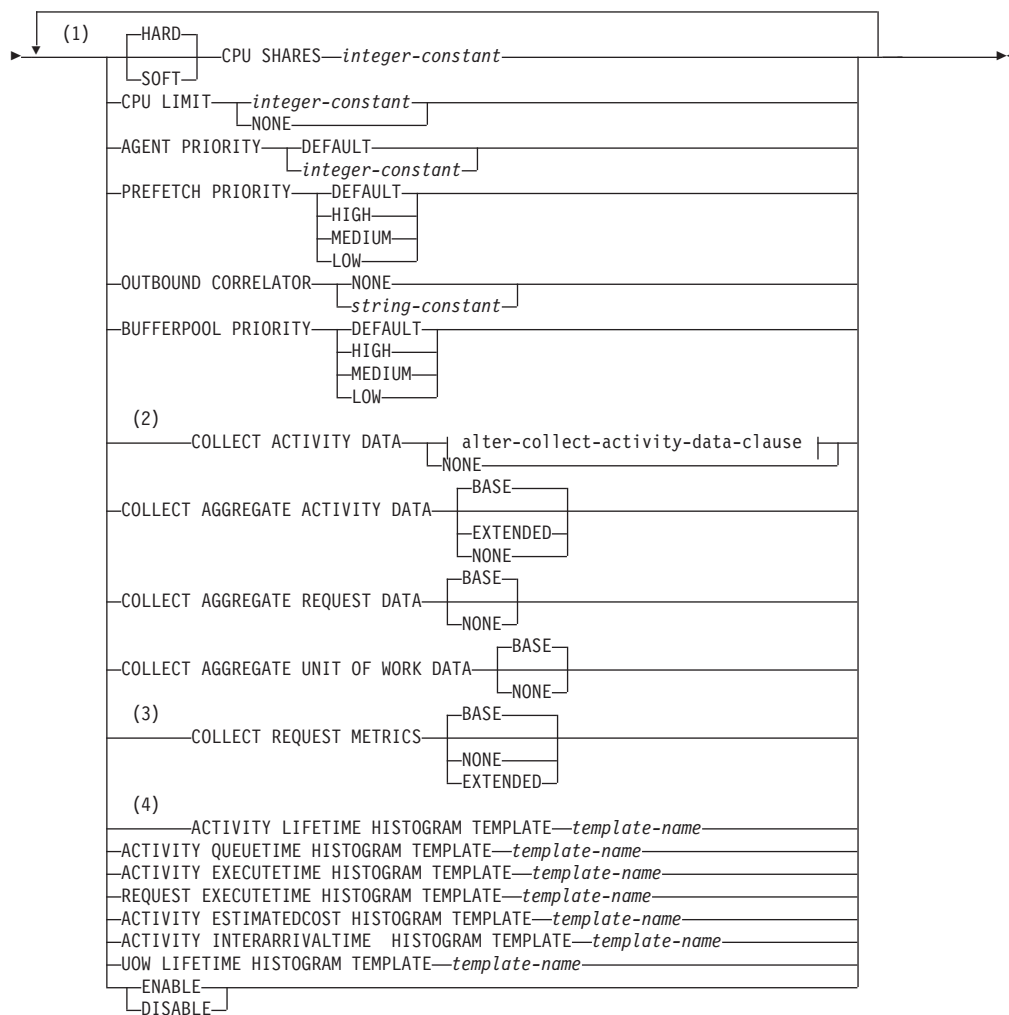 (1)
HARD
CPU SHARES integer-constant
SOFT
CPU LIMIT integer-constant
NONE
AGENT PRIORITY DEFAULT
integer-constant
PREFETCH PRIORITY DEFAULT
HIGH
MEDIUM
LOW
OUTBOUND CORRELATOR NONE
string-constant
BUFFERPOOL PRIORITY DEFAULT
HIGH
MEDIUM
LOW
(2)
COLLECT ACTIVITY DATA alter-collect-activity-data-clause
NONE
BASE
COLLECT AGGREGATE ACTIVITY DATA
EXTENDED
NONE
BASE
COLLECT AGGREGATE REQUEST DATA
NONE
BASE
COLLECT AGGREGATE UNIT OF WORK DATA
NONE
(3)
BASE
COLLECT REQUEST METRICS
NONE
EXTENDED
(4)
ACTIVITY LIFETIME HISTOGRAM TEMPLATE template-name
ACTIVITY QUEUETIME HISTOGRAM TEMPLATE template-name
ACTIVITY EXECUTETIME HISTOGRAM TEMPLATE template-name
REQUEST EXECUTETIME HISTOGRAM TEMPLATE template-name
ACTIVITY ESTIMATEDCOST HISTOGRAM TEMPLATE template-name
ACTIVITY INTERARRIVALTIME HISTOGRAM TEMPLATE template-name
UOW LIFETIME HISTOGRAM TEMPLATE template-name
ENABLE
DISABLE